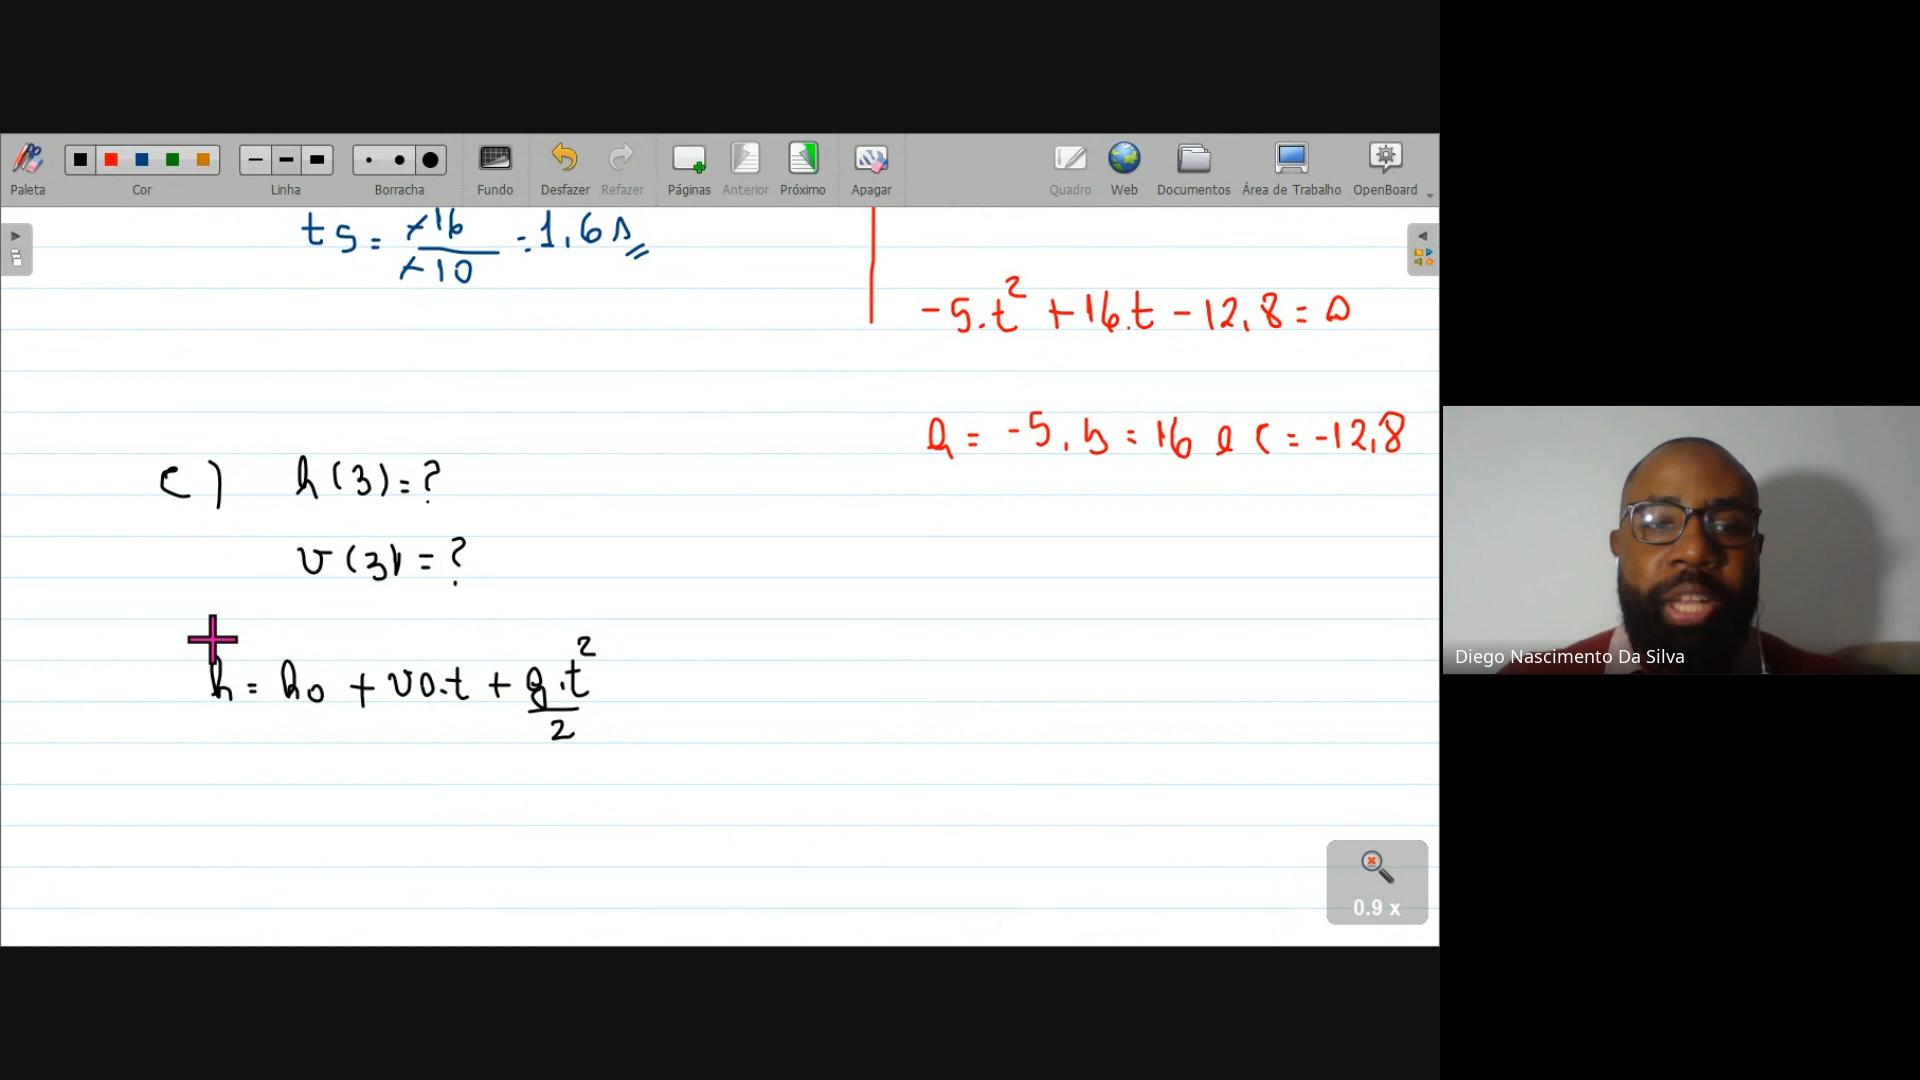 Paleta
Cor
Linha
Borracha
Fundo
Desfazer
Refazer
Páginas
Anterior
Próximo
Apagar
Quadro
Web
Documentos
Área de Trabalho
OpenBoard
ts = -16/-10 = 1,6 s
-5.t² + 16.t - 12,8 = 0
a = -5, b = 16 e c = -12,8
c) h(3) = ?
v(3) = ?
h = h0 + v0.t + g.t²/2
0.9 x
Diego Nascimento Da Silva